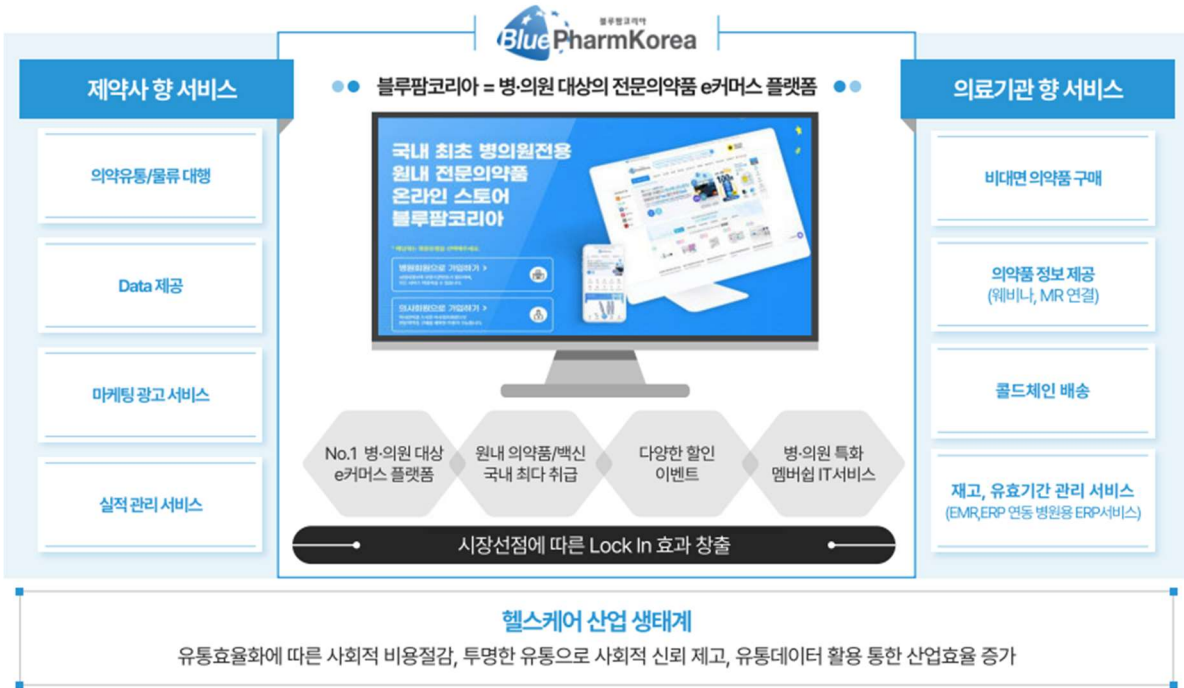 블루팜코리아
BluePharmKorea
제약사 향 서비스
의약유통/물류 대행
Data 제공
마케팅 광고 서비스
실적 관리 서비스
블루팜코리아 = 병·의원 대상의 전문의약품 e커머스 플랫폼
국내 최초 병의원전용
원내 전문의약품
온라인 스토어
블루팜코리아
병원회원으로 가입하기 >
의사회원으로 가입하기 >
No.1 병·의원 대상
e커머스 플랫폼
원내 의약품/백신
국내 최다 취급
다양한 할인
이벤트
병·의원 특화
멤버쉽 IT서비스
시장선점에 따른 Lock In 효과 창출
의료기관 향 서비스
비대면 의약품 구매
의약품 정보 제공
(웨비나, MR 연결)
콜드체인 배송
재고, 유효기간 관리 서비스
(EMR,ERP 연동 병원용 ERP서비스)
헬스케어 산업 생태계
유통효율화에 따른 사회적 비용절감, 투명한 유통으로 사회적 신뢰 제고, 유통데이터 활용 통한 산업효율 증가